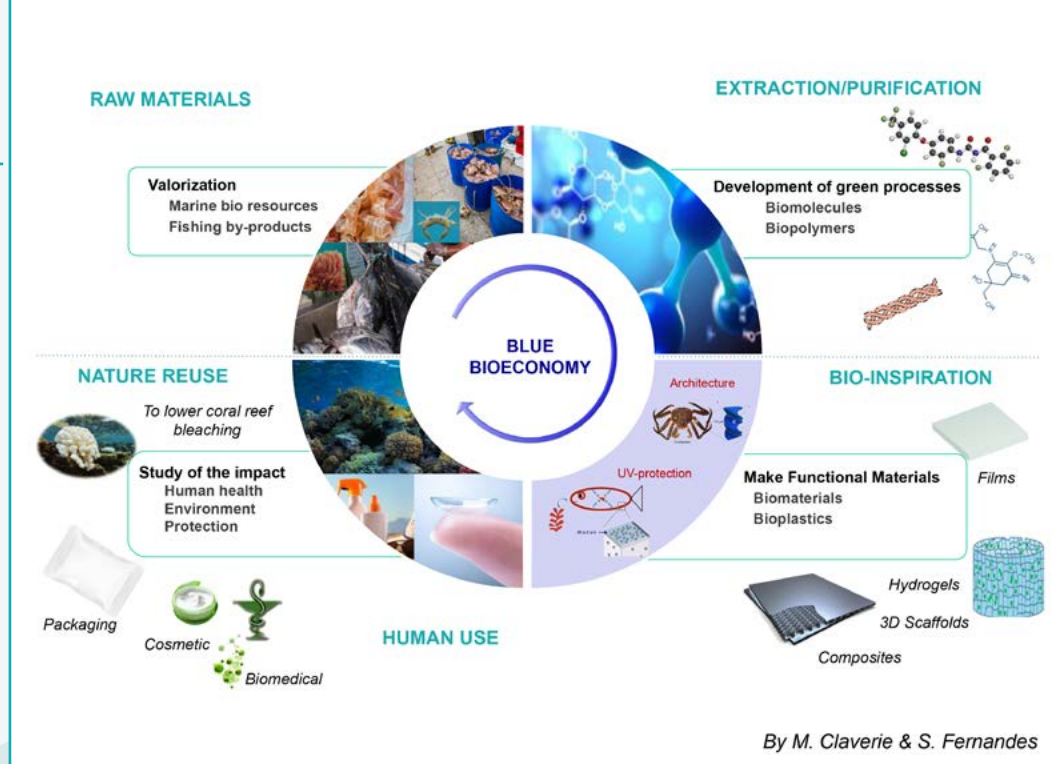 RAW MATERIALS
Valorization
Marine bio resources
Fishing by-products
EXTRACTION/PURIFICATION
Development of green processes
Biomolecules
Biopolymers
BLUE
BIOECONOMY
NATURE REUSE
To lower coral reef
bleaching
Study of the impact
Human health
Environment
Protection
Packaging
Cosmetic
Biomedical
HUMAN USE
BIO-INSPIRATION
Architecture
UV-protection
Make Functional Materials
Biomaterials
Bioplastics
Films
Hydrogels
3D Scaffolds
Composites
By M. Claverie & S. Fernandes